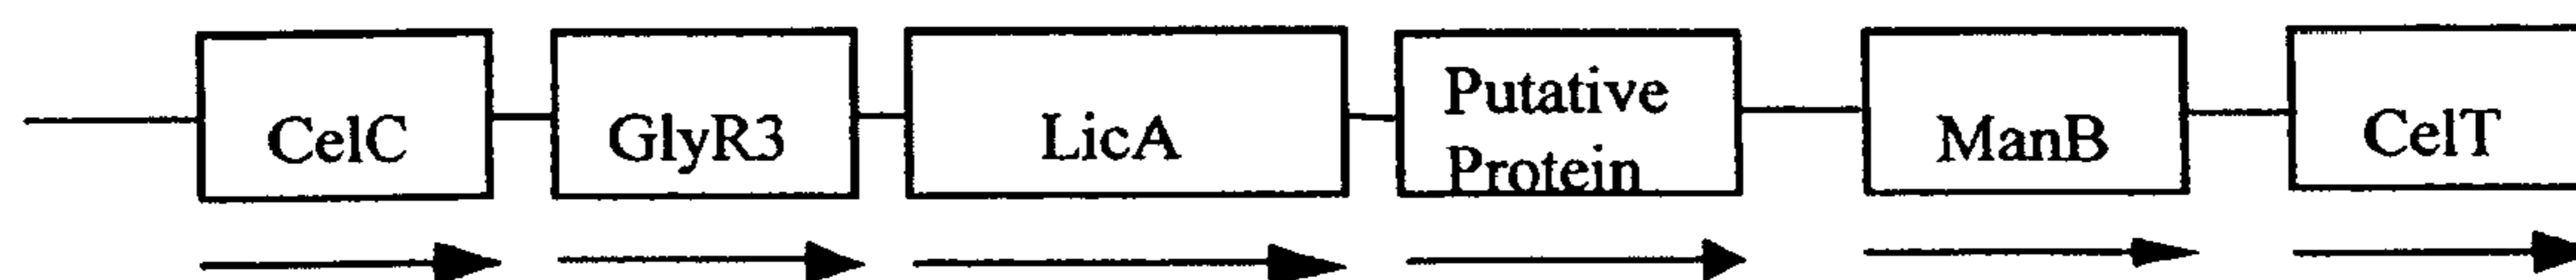 CelC
GlyR3
LicA
Putative
Protein
ManB
CelT